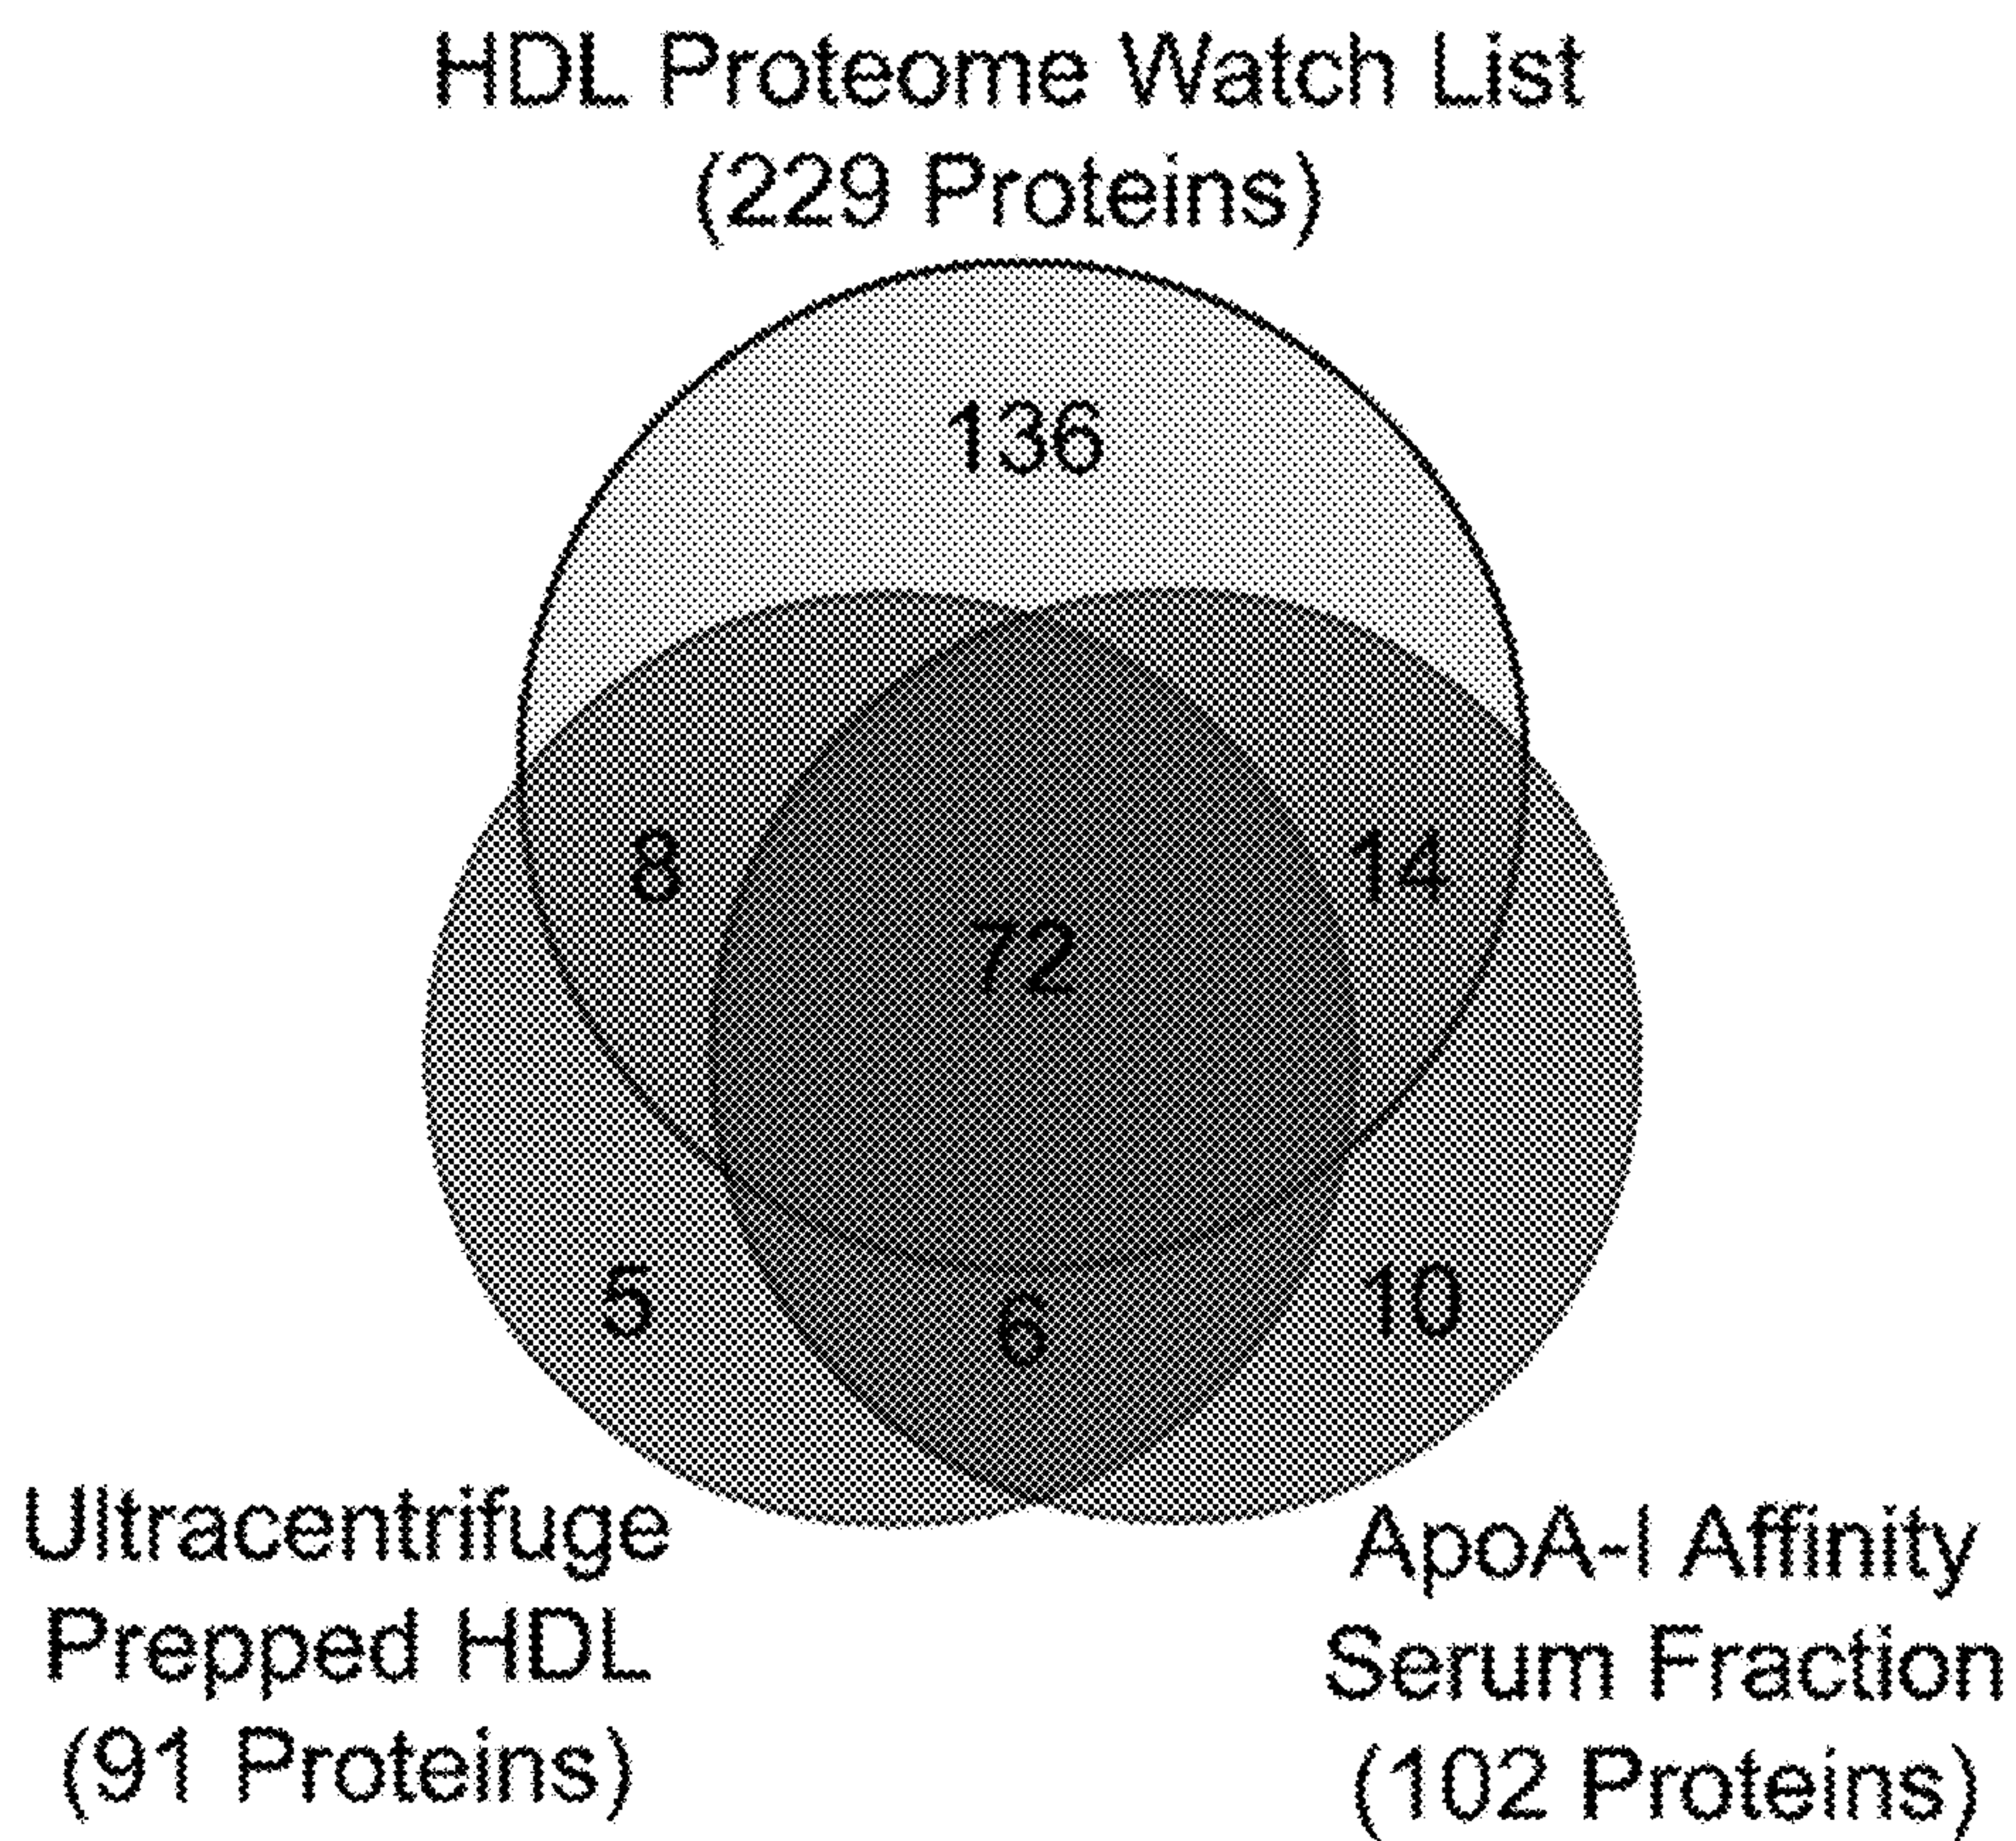 HDL Proteome Watch List
(229 Proteins)
136
8
14
72
5
6
10
Ultracentrifuge
Prepped HDL
(91 Proteins)
ApoA-I Affinity
Serum Fraction
(102 Proteins)